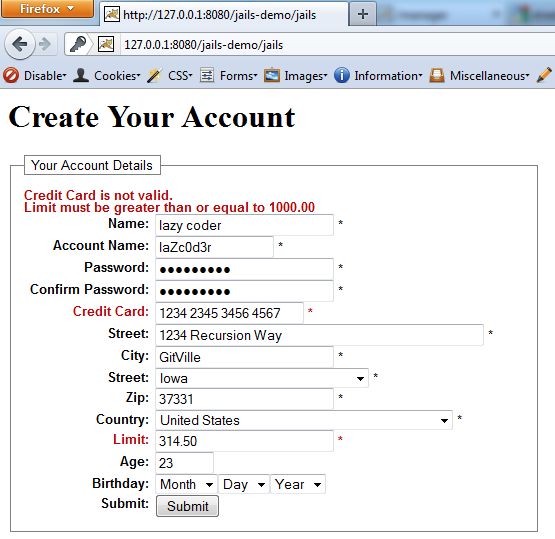 Firefox
http://127.0.0.1:8080/jails-demo/jails
manager
127.0.0.1:8080/jails-demo/jails
Disable Cookies CSS Forms Images Information Miscellaneous
Create Your Account
Your Account Details
Credit Card is not valid.
Limit must be greater than or equal to 1000.00
Name: lazy coder *
Account Name: laZc0d3r *
Password: ●●●●●●●●● *
Confirm Password: ●●●●●●●●● *
Credit Card: 1234 2345 3456 4567 *
Street: 1234 Recursion Way *
City: GitVille *
Street: Iowa *
Zip: 37331 *
Country: United States *
Limit: 314.50 *
Age: 23
Birthday: Month Day Year
Submit: Submit